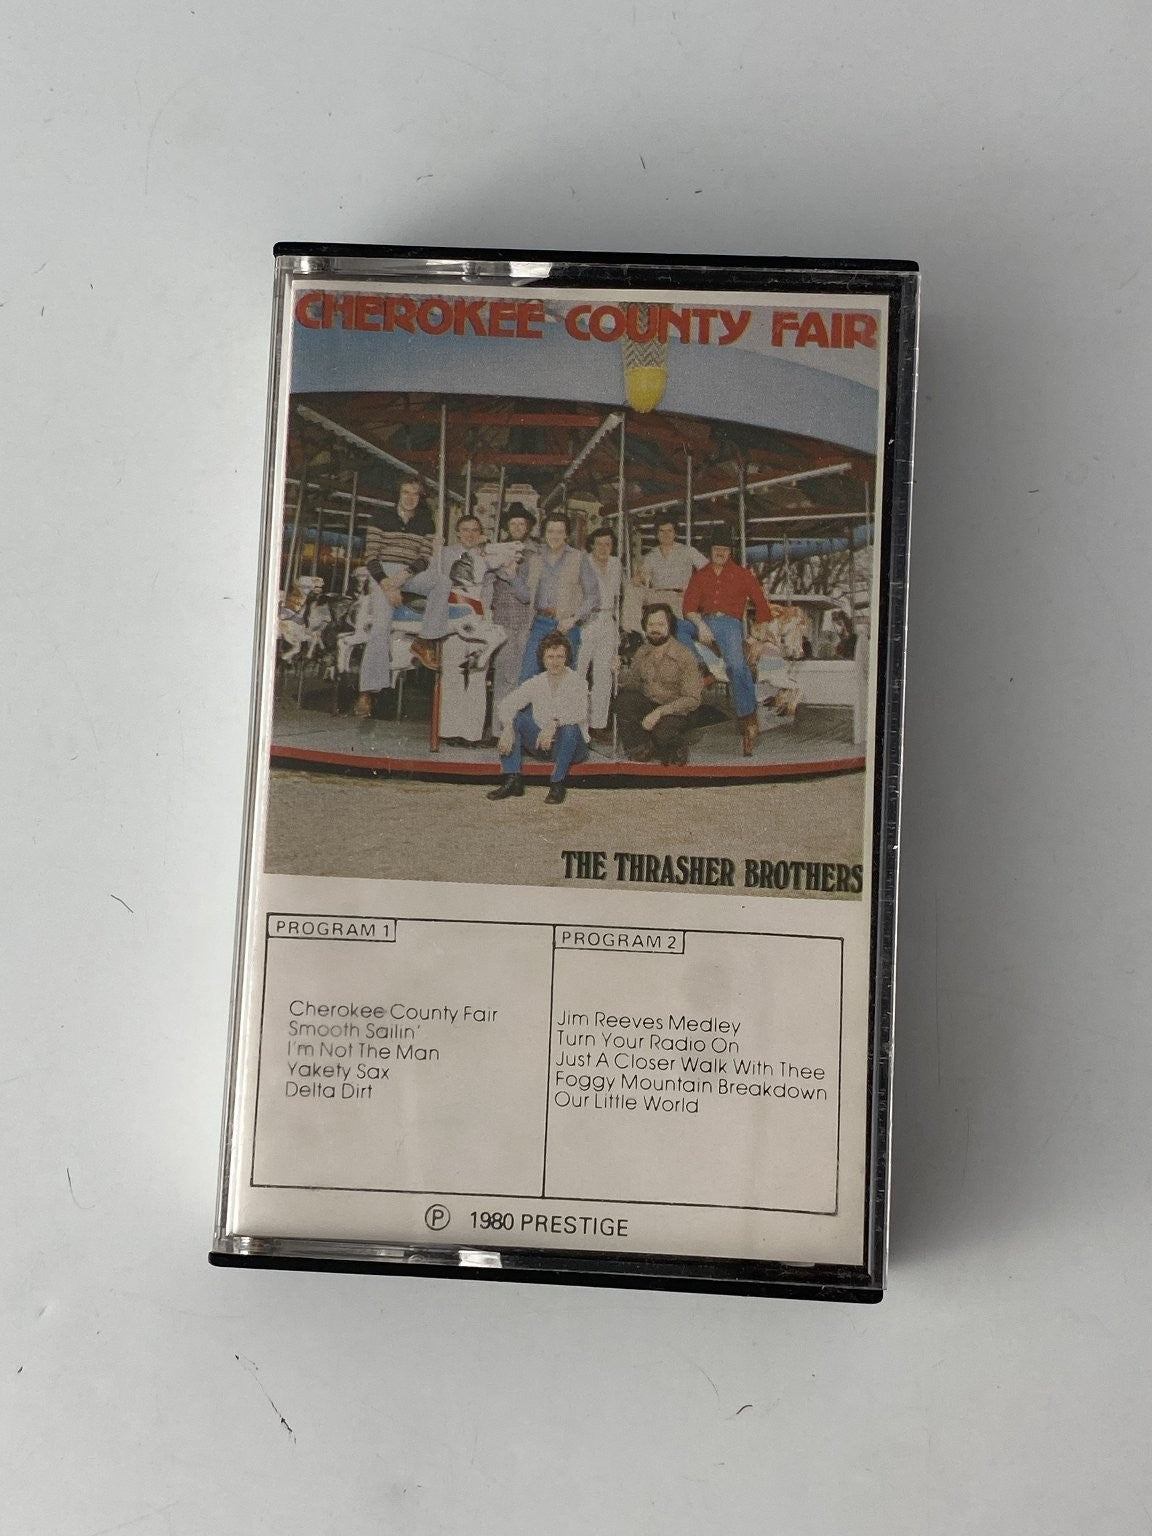 CHEROKEE COUNTY FAIR
THE THRASHER BROTHERS
PROGRAM 1
Cherokee County Fair
Smooth Sailin'
I'm Not The Man
Yakety Sax
Delta Dirt
PROGRAM 2
Jim Reeves Medley
Turn Your Radio On
Just A Closer Walk With Thee
Foggy Mountain Breakdown
Our Little World
Ⓟ 1980 PRESTIGE